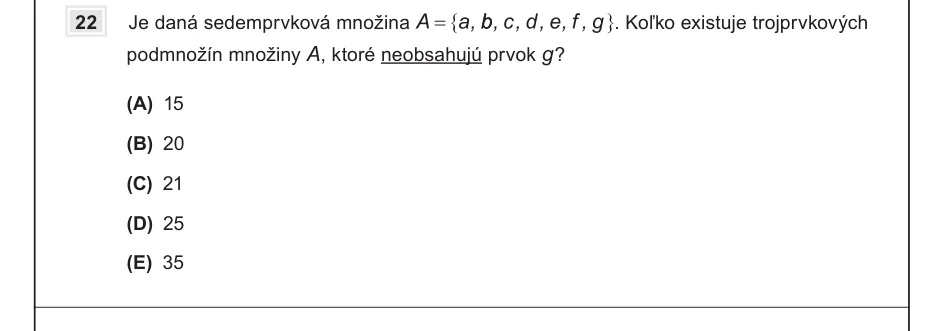 22 Je daná sedemprvková množina A = {a, b, c, d, e, f, g}. Koľko existuje trojprvkových
podmnožín množiny A, ktoré neobsahujú prvok g?
(A) 15
(B) 20
(C) 21
(D) 25
(E) 35